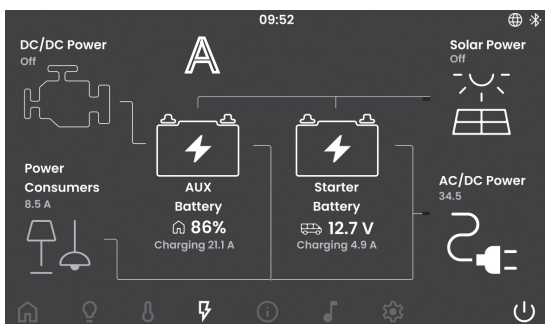 09:52
DC/DC Power
Off
A
Solar Power
Off
Power
Consumers
8.5 A
AUX
Battery
86%
Charging 21.1 A
Starter
Battery
12.7 V
Charging 4.9 A
AC/DC Power
34.5